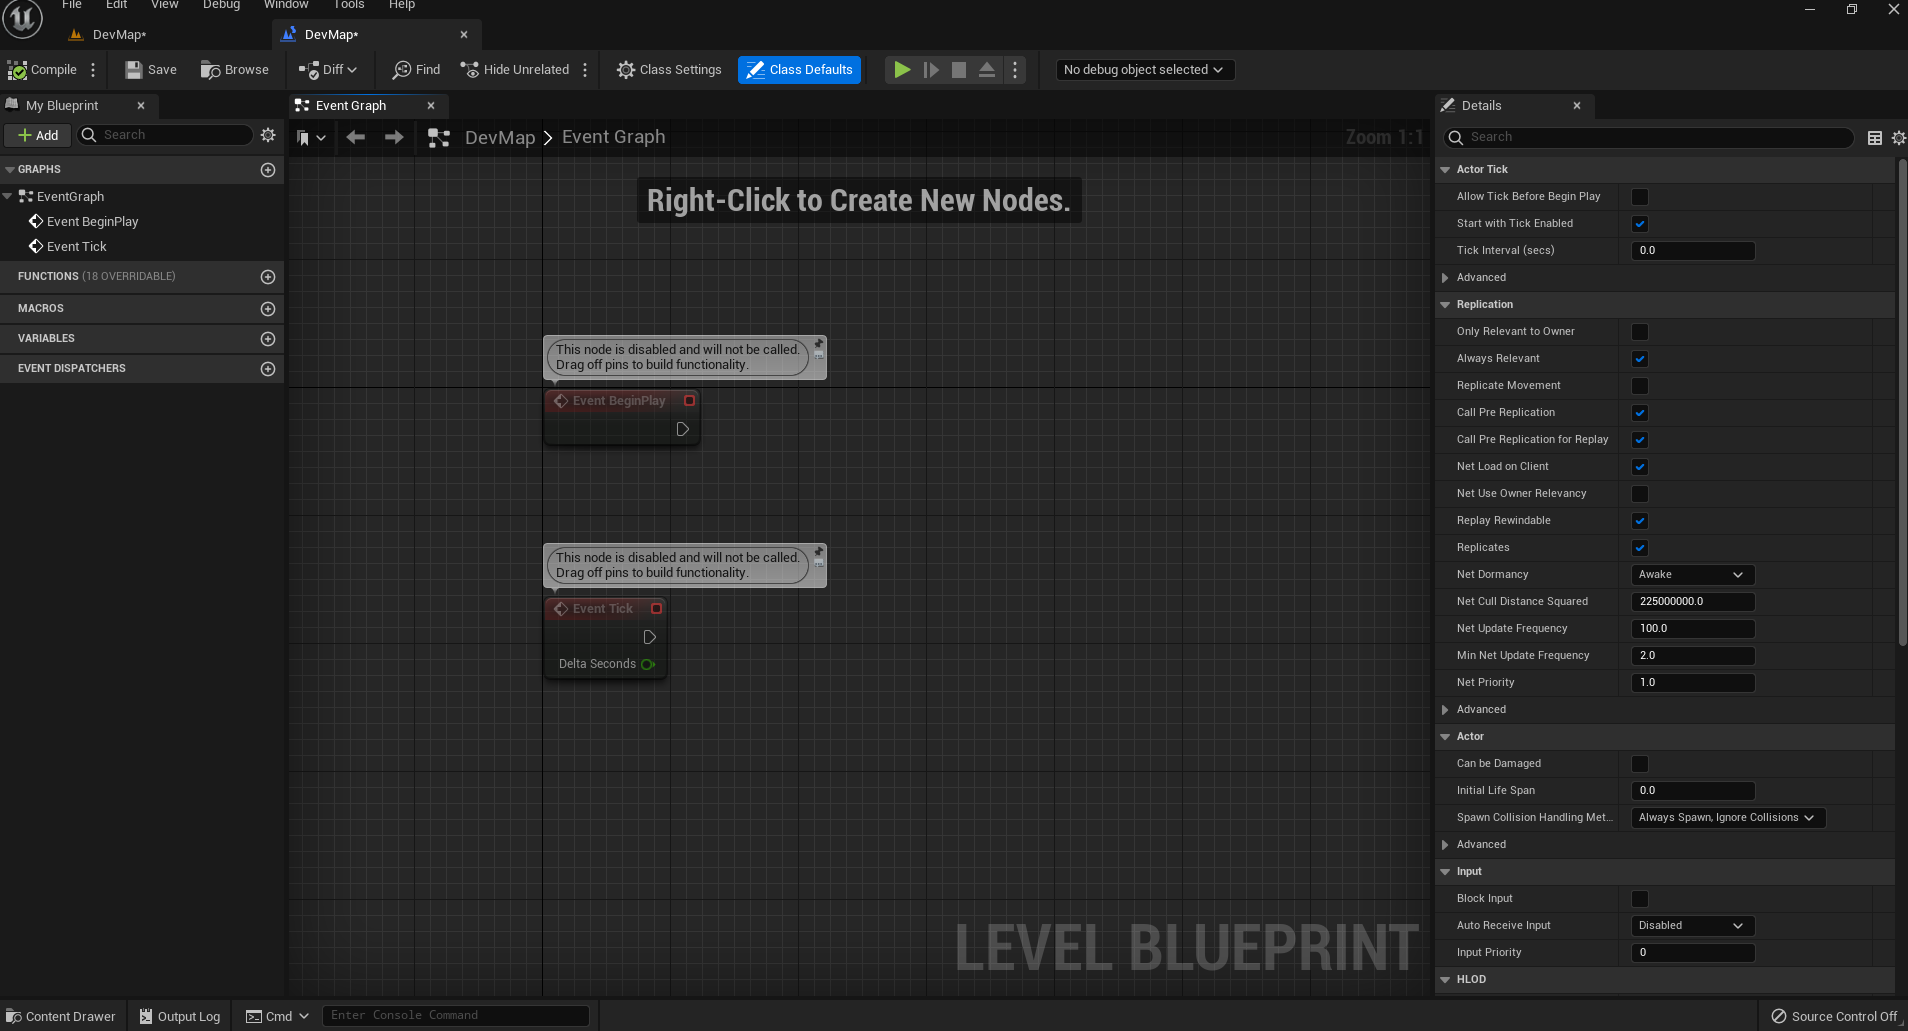 File Edit View Debug Window Tools Help
DevMap* DevMap*
Compile Save Browse Diff Find Hide Unrelated Class Settings Class Defaults No debug object selected
My Blueprint
Add Search
GRAPHS
EventGraph
Event BeginPlay
Event Tick
FUNCTIONS (18 OVERRIDABLE)
MACROS
VARIABLES
EVENT DISPATCHERS
Event Graph
DevMap > Event Graph Zoom 1:1
Right-Click to Create New Nodes.
This node is disabled and will not be called.
Drag off pins to build functionality.
Event BeginPlay
This node is disabled and will not be called.
Drag off pins to build functionality.
Event Tick
Delta Seconds
LEVEL BLUEPRINT
Details
Search
Actor Tick
Allow Tick Before Begin Play
Start with Tick Enabled
Tick Interval (secs) 0.0
Advanced
Replication
Only Relevant to Owner
Always Relevant
Replicate Movement
Call Pre Replication
Call Pre Replication for Replay
Net Load on Client
Net Use Owner Relevancy
Replay Rewindable
Replicates
Net Dormancy Awake
Net Cull Distance Squared 225000000.0
Net Update Frequency 100.0
Min Net Update Frequency 2.0
Net Priority 1.0
Advanced
Actor
Can be Damaged
Initial Life Span 0.0
Spawn Collision Handling Met... Always Spawn, Ignore Collisions
Advanced
Input
Block Input
Auto Receive Input Disabled
Input Priority 0
HLOD
Content Drawer Output Log Cmd Enter Console Command Source Control Off